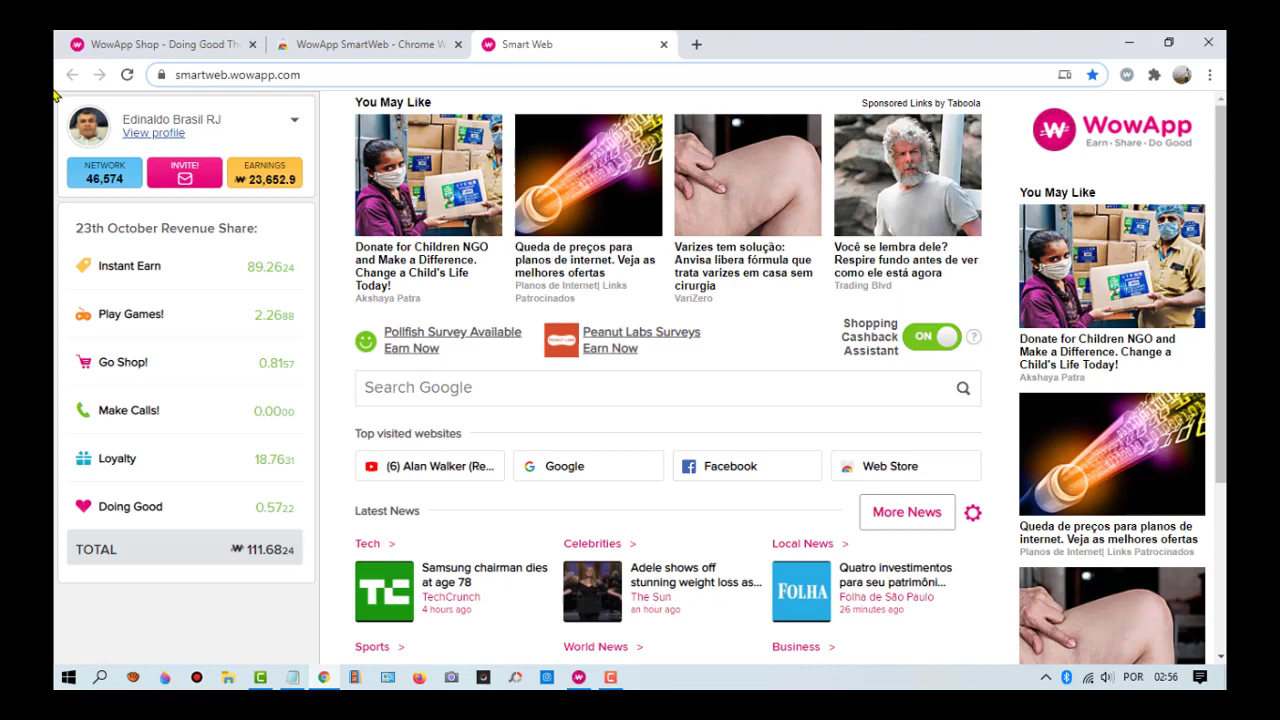 WowApp Shop - Doing Good Th
WowApp SmartWeb - Chrome W
Smart Web
smartweb.wowapp.com
Edinaldo Brasil RJ
View profile
NETWORK
46,574
INVITE!
EARNINGS
23,652.9
23th October Revenue Share:
Instant Earn 89.2624
Play Games! 2.2688
Go Shop! 0.8157
Make Calls! 0.0000
Loyalty 18.7631
Doing Good 0.5722
TOTAL W 111.6824
You May Like
Sponsored Links by Taboola
Donate for Children NGO
and Make a Difference.
Change a Child's Life
Today!
Akshaya Patra
Queda de preços para
planos de internet. Veja as
melhores ofertas
Planos de Internet| Links
Patrocinados
Varizes tem solução:
Anvisa libera fórmula que
trata varizes em casa sem
cirurgia
VariZero
Você se lembra dele?
Respire fundo antes de ver
como ele está agora
Trading Blvd
Pollfish Survey Available
Earn Now
PEANUT LABS
Peanut Labs Surveys
Earn Now
Shopping
Cashback
Assistant
ON
?
Search Google
Top visited websites
(6) Alan Walker (Re...
Google
Facebook
Web Store
Latest News
More News
Tech >
TC
Samsung chairman dies
at age 78
TechCrunch
4 hours ago
Celebrities >
Adele shows off
stunning weight loss as...
The Sun
an hour ago
Local News >
FOLHA
Quatro investimentos
para seu patrimôni...
Folha de São Paulo
26 minutes ago
Sports >
World News >
Business >
WowApp
Earn • Share • Do Good
You May Like
Donate for Children NGO and
Make a Difference. Change a
Child's Life Today!
Akshaya Patra
Queda de preços para planos de
internet. Veja as melhores ofertas
Planos de Internet| Links Patrocinados
POR
02:56